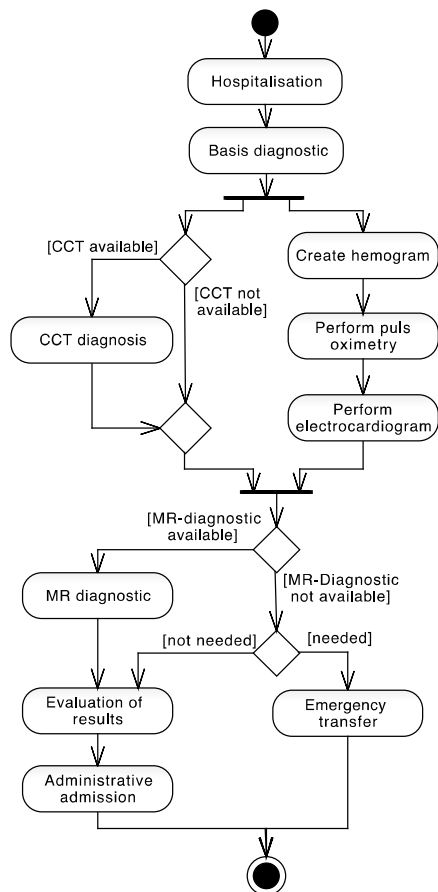 Hospitalisation
Basis diagnostic
[CCT available]
[CCT not
available]
Create hemogram
CCT diagnosis
Perform puls
oximetry
Perform
electrocardiogram
[MR-diagnostic
available]
[MR-Diagnostic
not available]
MR diagnostic
[not needed]
[needed]
Evaluation of
results
Emergency
transfer
Administrative
admission